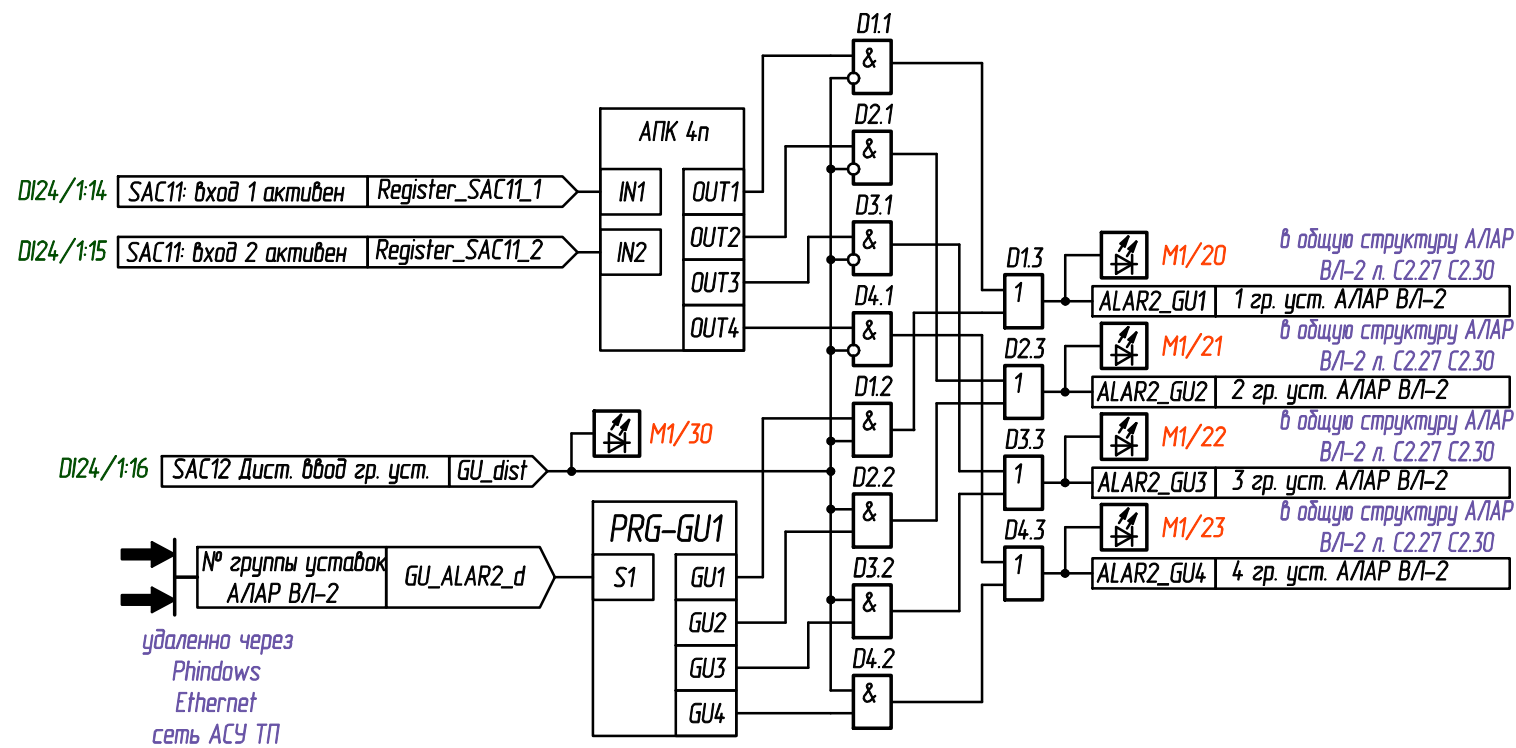 D1.1
&
D2.1
&
АПК 4п
DI24/1:14 SAC11: вход 1 активен Register_SAC11_1 IN1 OUT1
D3.1
&
DI24/1:15 SAC11: вход 2 активен Register_SAC11_2 IN2 OUT2
OUT3
OUT4
D4.1
&
D1.3
1
M1/20
в общую структуру АЛАР
ВЛ-2 л. С2.27 С2.30
ALAR2_GU1 1 гр. уст. АЛАР ВЛ-2
D2.3
1
M1/21
в общую структуру АЛАР
ВЛ-2 л. С2.27 С2.30
ALAR2_GU2 2 гр. уст. АЛАР ВЛ-2
D1.2
&
M1/30
DI24/1:16 SAC12 Дист. ввод гр. уст. GU_dist
D3.3
1
M1/22
в общую структуру АЛАР
ВЛ-2 л. С2.27 С2.30
ALAR2_GU3 3 гр. уст. АЛАР ВЛ-2
D2.2
&
D4.3
1
M1/23
в общую структуру АЛАР
ВЛ-2 л. С2.27 С2.30
ALAR2_GU4 4 гр. уст. АЛАР ВЛ-2
PRG-GU1
№ группы уставок
АЛАР ВЛ-2
GU_ALAR2_d S1 GU1
GU2
GU3
GU4
D3.2
&
D4.2
&
удаленно через
Phindows
Ethernet
сеть АСУ ТП